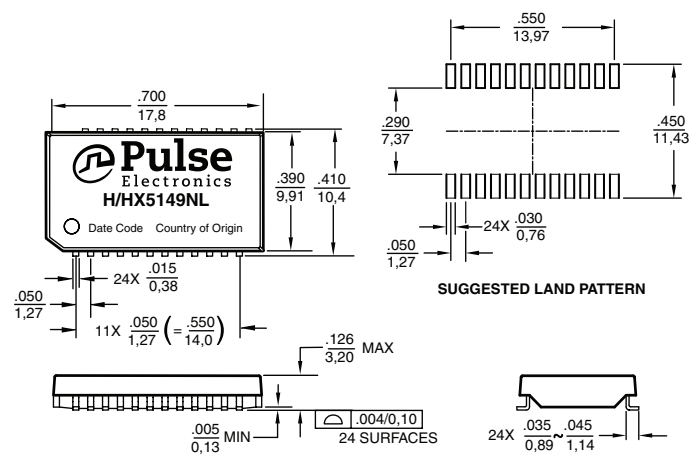 .700
17,8
Pulse
Electronics
H/HX5149NL
Date Code Country of Origin
.390
9,91
.410
10,4
24X .015
0,38
.050
1,27
11X .050
1,27
(= .550
14,0)
.550
13,97
.290
7,37
.450
11,43
24X .030
0,76
.050
1,27
SUGGESTED LAND PATTERN
.126
3,20 MAX
.005
0,13 MIN
.004/0,10
24 SURFACES
24X .035
0,89 ~ .045
1,14